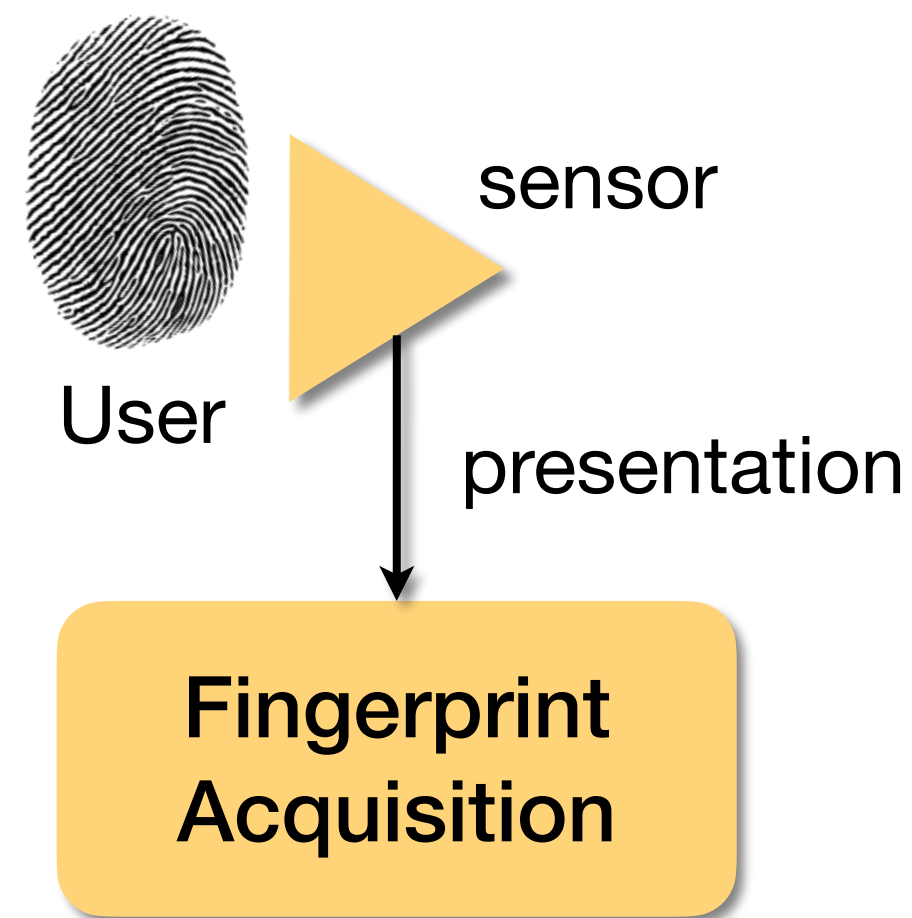 sensor
User
presentation
Fingerprint
Acquisition